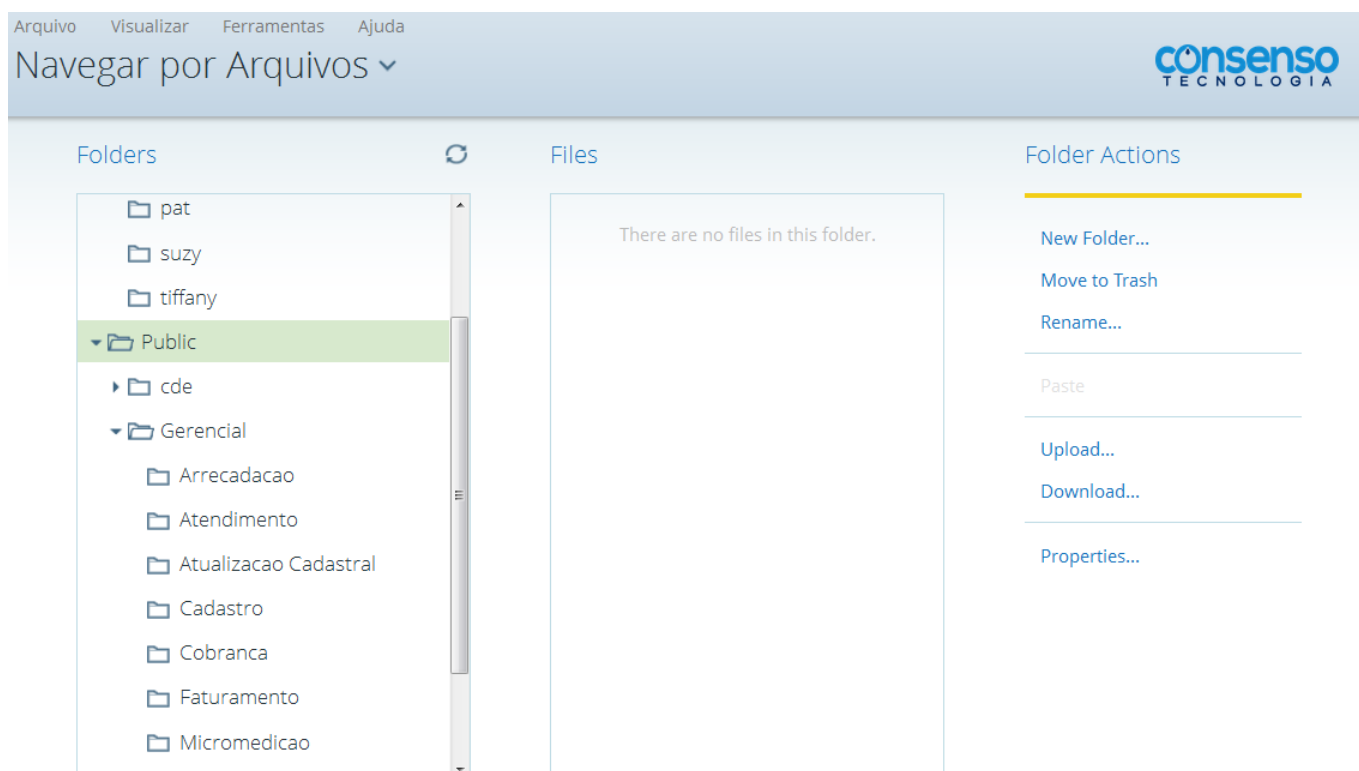 Arquivo Visualizar Ferramentas Ajuda
Navegar por Arquivos
consenso
TECNOLOGIA
Folders
pat
suzy
tiffany
Public
cde
Gerencial
Arrecadacao
Atendimento
Atualizacao Cadastral
Cadastro
Cobranca
Faturamento
Micromedicao
Files
There are no files in this folder.
Folder Actions
New Folder...
Move to Trash
Rename...
Paste
Upload...
Download...
Properties...